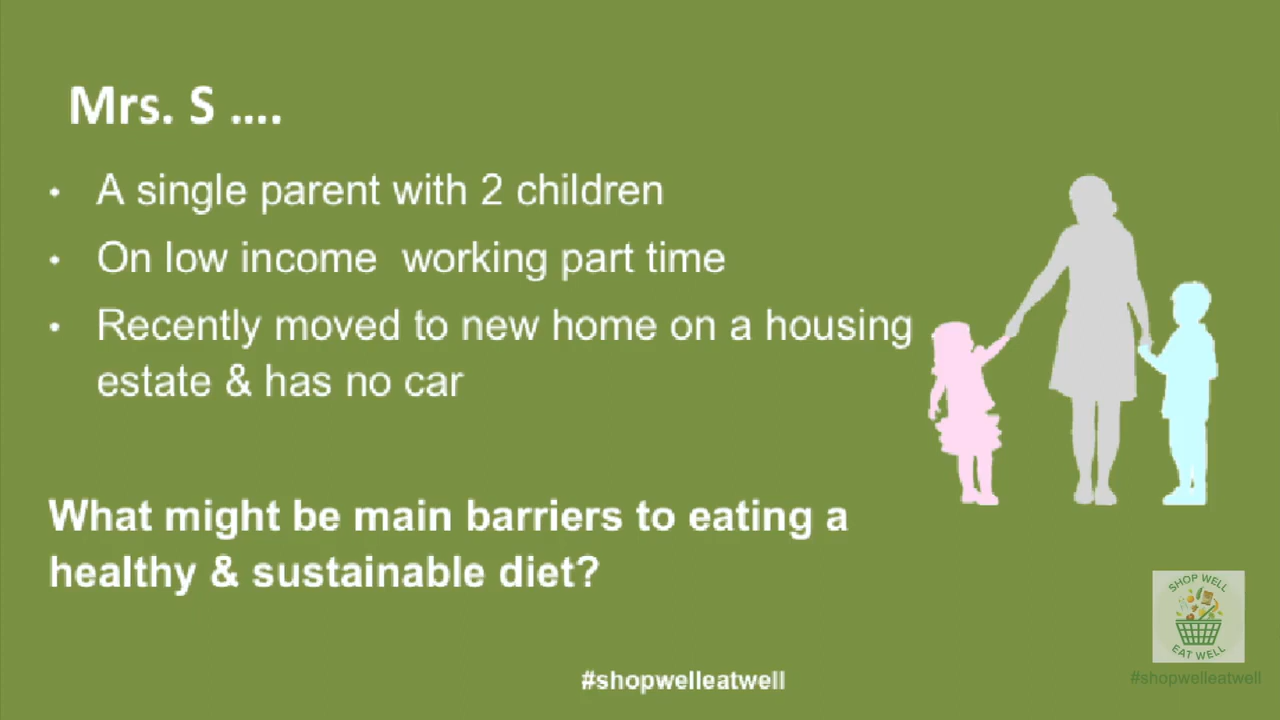 Mrs. S ....
• A single parent with 2 children
• On low income  working part time
• Recently moved to new home on a housing
estate & has no car
What might be main barriers to eating a
healthy & sustainable diet?
SHOP WELL
EAT WELL
#shopwelleatwell
#shopwelleatwell